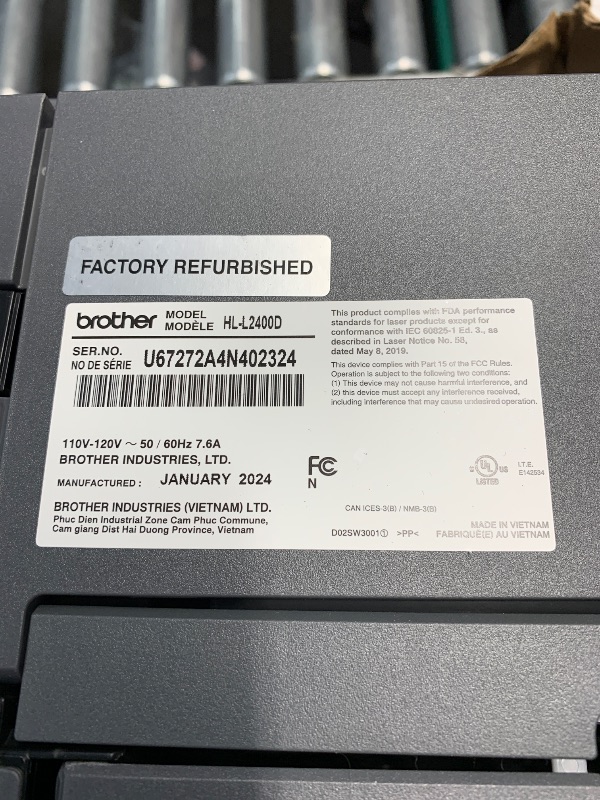 FACTORY REFURBISHED
brother MODEL MODÈLE HL-L2400D
SER.NO. NO DE SÉRIE U67272A4N402324
110V-120V ~ 50 / 60Hz 7.6A
BROTHER INDUSTRIES, LTD.
MANUFACTURED : JANUARY 2024
BROTHER INDUSTRIES (VIETNAM) LTD.
Phuc Dien Industrial Zone Cam Phuc Commune,
Cam giang Dist Hai Duong Province, Vietnam
This product complies with FDA performance
standards for laser products except for
conformance with IEC 60825-1 Ed. 3., as
described in Laser Notice No. 56,
dated May 8, 2019.
This device complies with Part 15 of the FCC Rules.
Operation is subject to the following two conditions:
(1) This device may not cause harmful interference, and
(2) this device must accept any interference received,
including interference that may cause undesired operation.
FC
N
C UL US
LISTED
I.T.E.
E142534
CAN ICES-3(B) / NMB-3(B)
D02SW3001① >PP<
MADE IN VIETNAM
FABRIQUÉ(E) AU VIETNAM